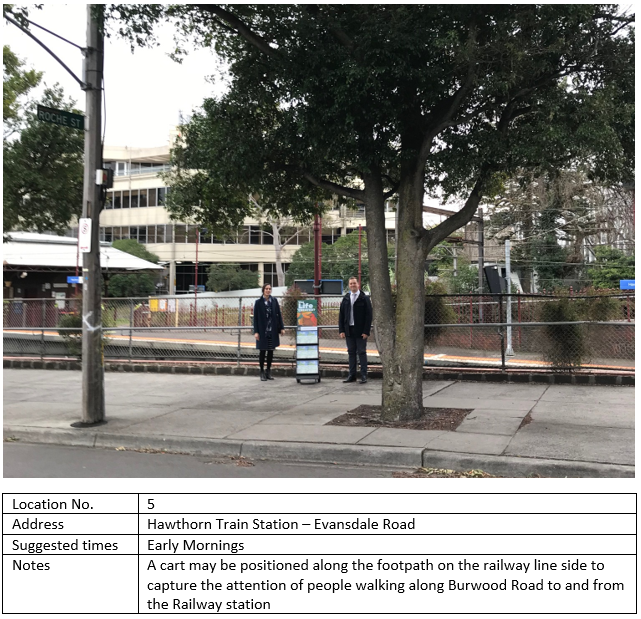 ROCHE ST
Life
Location No. 5
Address Hawthorn Train Station – Evansdale Road
Suggested times Early Mornings
Notes A cart may be positioned along the footpath on the railway line side to
capture the attention of people walking along Burwood Road to and from
the Railway station